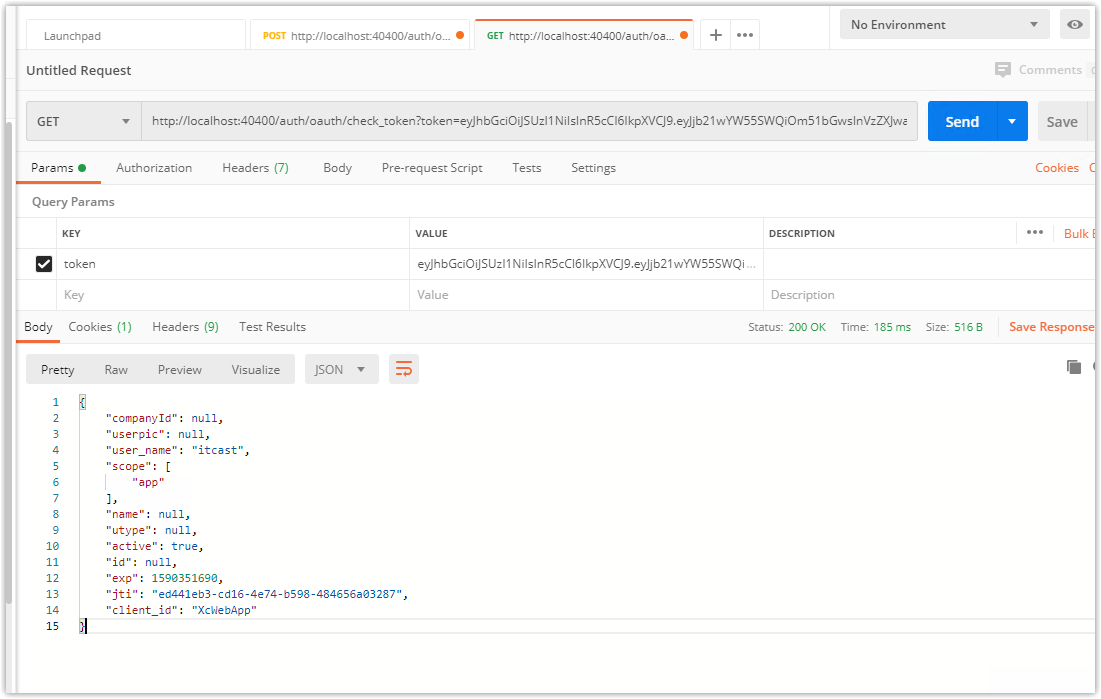 Launchpad POST http://localhost:40400/auth/o... GET http://localhost:40400/auth/oa... No Environment
Untitled Request Comments
GET http://localhost:40400/auth/oauth/check_token?token=eyJhbGciOiJSUzI1NiIsInR5cCI6IkpXVCJ9.eyJjb21wYW55SWQiOm51bGwsInVzZXJwa Send Save
Params Authorization Headers (7) Body Pre-request Script Tests Settings Cookies
Query Params
KEY VALUE DESCRIPTION ••• Bulk
token eyJhbGciOiJSUzI1NiIsInR5cCI6IkpXVCJ9.eyJjb21wYW55SWQi...
Key Value Description
Body Cookies (1) Headers (9) Test Results Status: 200 OK Time: 185 ms Size: 516 B Save Response
Pretty Raw Preview Visualize JSON
1 {
2 "companyId": null,
3 "userpic": null,
4 "user_name": "itcast",
5 "scope": [
6 "app"
7 ],
8 "name": null,
9 "utype": null,
10 "active": true,
11 "id": null,
12 "exp": 1590351690,
13 "jti": "ed441eb3-cd16-4e74-b598-484656a03287",
14 "client_id": "XcWebApp"
15 }